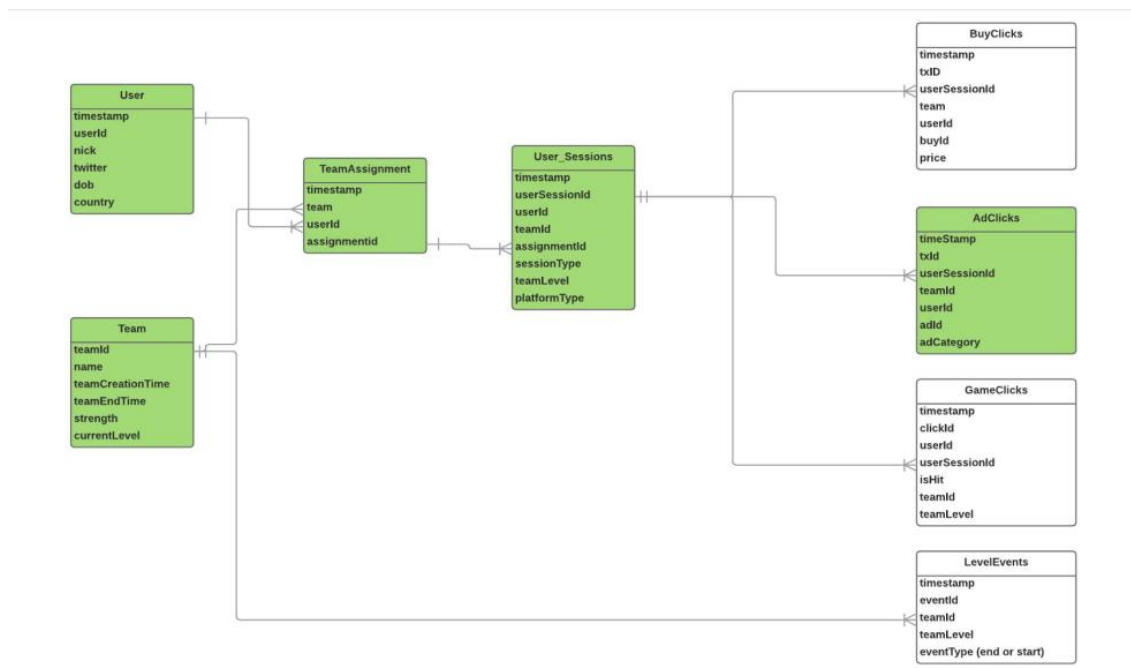 User
timestamp
userId
nick
twitter
dob
country
Team
teamId
name
teamCreationTime
teamEndTime
strength
currentLevel
TeamAssignment
timestamp
team
userId
assignmentid
User_Sessions
timestamp
userSessionId
userId
teamId
assignmentId
sessionType
teamLevel
platformType
BuyClicks
timestamp
txID
userSessionId
team
userId
buyId
price
AdClicks
timeStamp
txId
userSessionId
teamId
userId
adId
adCategory
GameClicks
timestamp
clickId
userId
userSessionId
isHit
teamId
teamLevel
LevelEvents
timestamp
eventId
teamId
teamLevel
eventType (end or start)